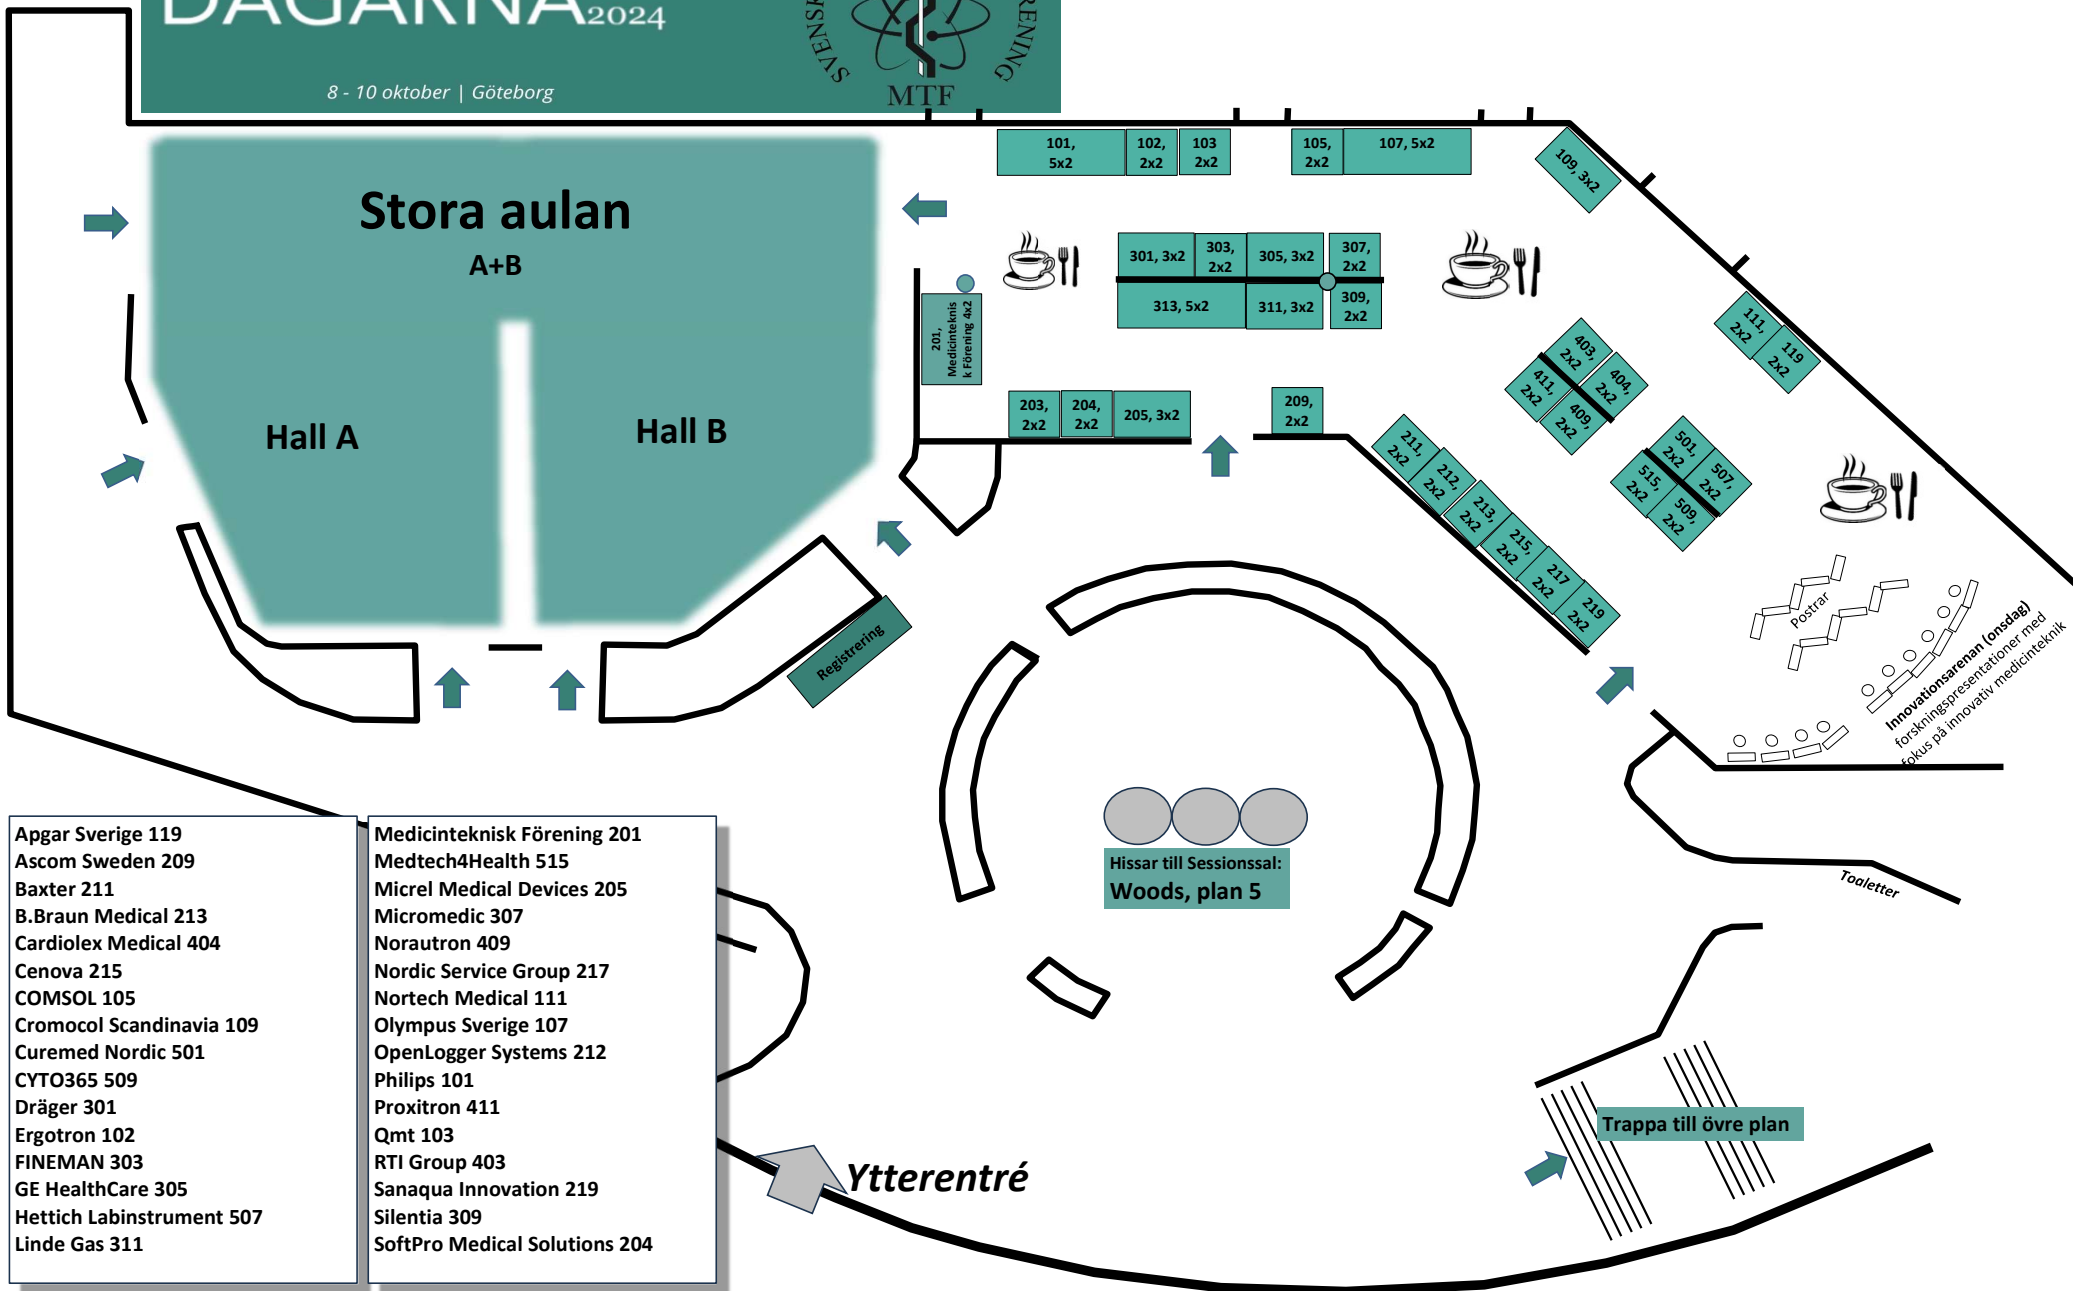 DAGARNA2024
8 - 10 oktober | Göteborg
MTF
Stora aulan
A+B
Hall A
Hall B
101,
5x2
102,
2x2
103
2x2
105,
2x2
107, 5x2
109, 3x2
111,
2x2
119
2x2
301, 3x2
303,
2x2
305, 3x2
307,
2x2
313, 5x2
311, 3x2
309,
2x2
201,
Medicinteknis
k Förening 4x2
203,
2x2
204,
2x2
205, 3x2
209,
2x2
403,
2x2
404,
2x2
411,
2x2
409,
2x2
501,
2x2
507,
2x2
515,
2x2
509,
2x2
211,
2x2
212,
2x2
213,
2x2
215,
2x2
217
2x2
219
2x2
Registrering
Postrar
Innovationsarenan (onsdag)
forskningspresentationer med
fokus på innovativ medicinteknik
Hissar till Sessionssal:
Woods, plan 5
Toaletter
Trappa till övre plan
Ytterentré
Apgar Sverige 119
Ascom Sweden 209
Baxter 211
B.Braun Medical 213
Cardiolex Medical 404
Cenova 215
COMSOL 105
Cromocol Scandinavia 109
Curemed Nordic 501
CYTO365 509
Dräger 301
Ergotron 102
FINEMAN 303
GE HealthCare 305
Hettich Labinstrument 507
Linde Gas 311
Medicinteknisk Förening 201
Medtech4Health 515
Micrel Medical Devices 205
Micromedic 307
Norautron 409
Nordic Service Group 217
Nortech Medical 111
Olympus Sverige 107
OpenLogger Systems 212
Philips 101
Proxitron 411
Qmt 103
RTI Group 403
Sanaqua Innovation 219
Silentia 309
SoftPro Medical Solutions 204